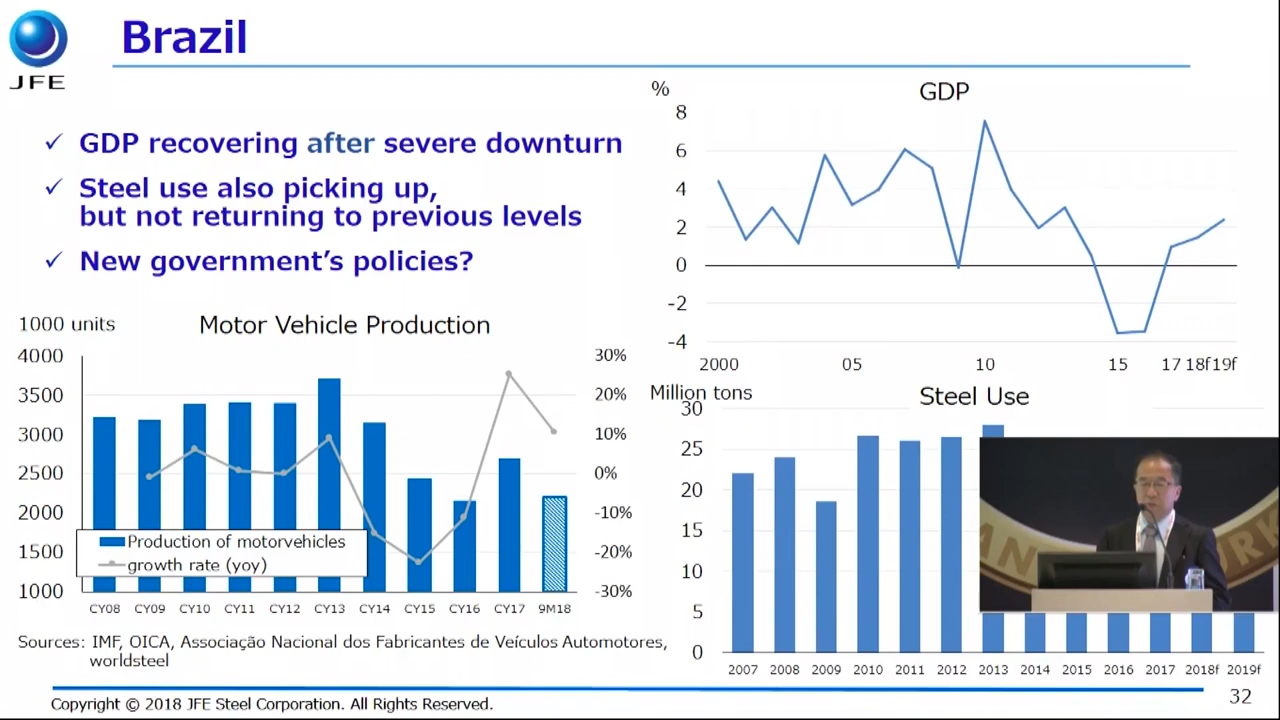 JFE
Brazil
✓ GDP recovering after severe downturn
✓ Steel use also picking up,
but not returning to previous levels
✓ New government's policies?
%
GDP
8
6
4
2
0
-2
-4
2000 05 10 15 17 18f 19f
1000 units
Motor Vehicle Production
4000
3500
3000
2500
2000
1500
1000
30%
20%
10%
0%
-10%
-20%
-30%
Production of motorvehicles
growth rate (yoy)
CY08 CY09 CY10 CY11 CY12 CY13 CY14 CY15 CY16 CY17 9M18
Million tons
Steel Use
30
25
20
15
10
5
0
2007 2008 2009 2010 2011 2012 2013 2014 2015 2016 2017 2018f 2019f
Sources: IMF, OICA, Associação Nacional dos Fabricantes de Veículos Automotores,
worldsteel
Copyright © 2018 JFE Steel Corporation. All Rights Reserved.
32